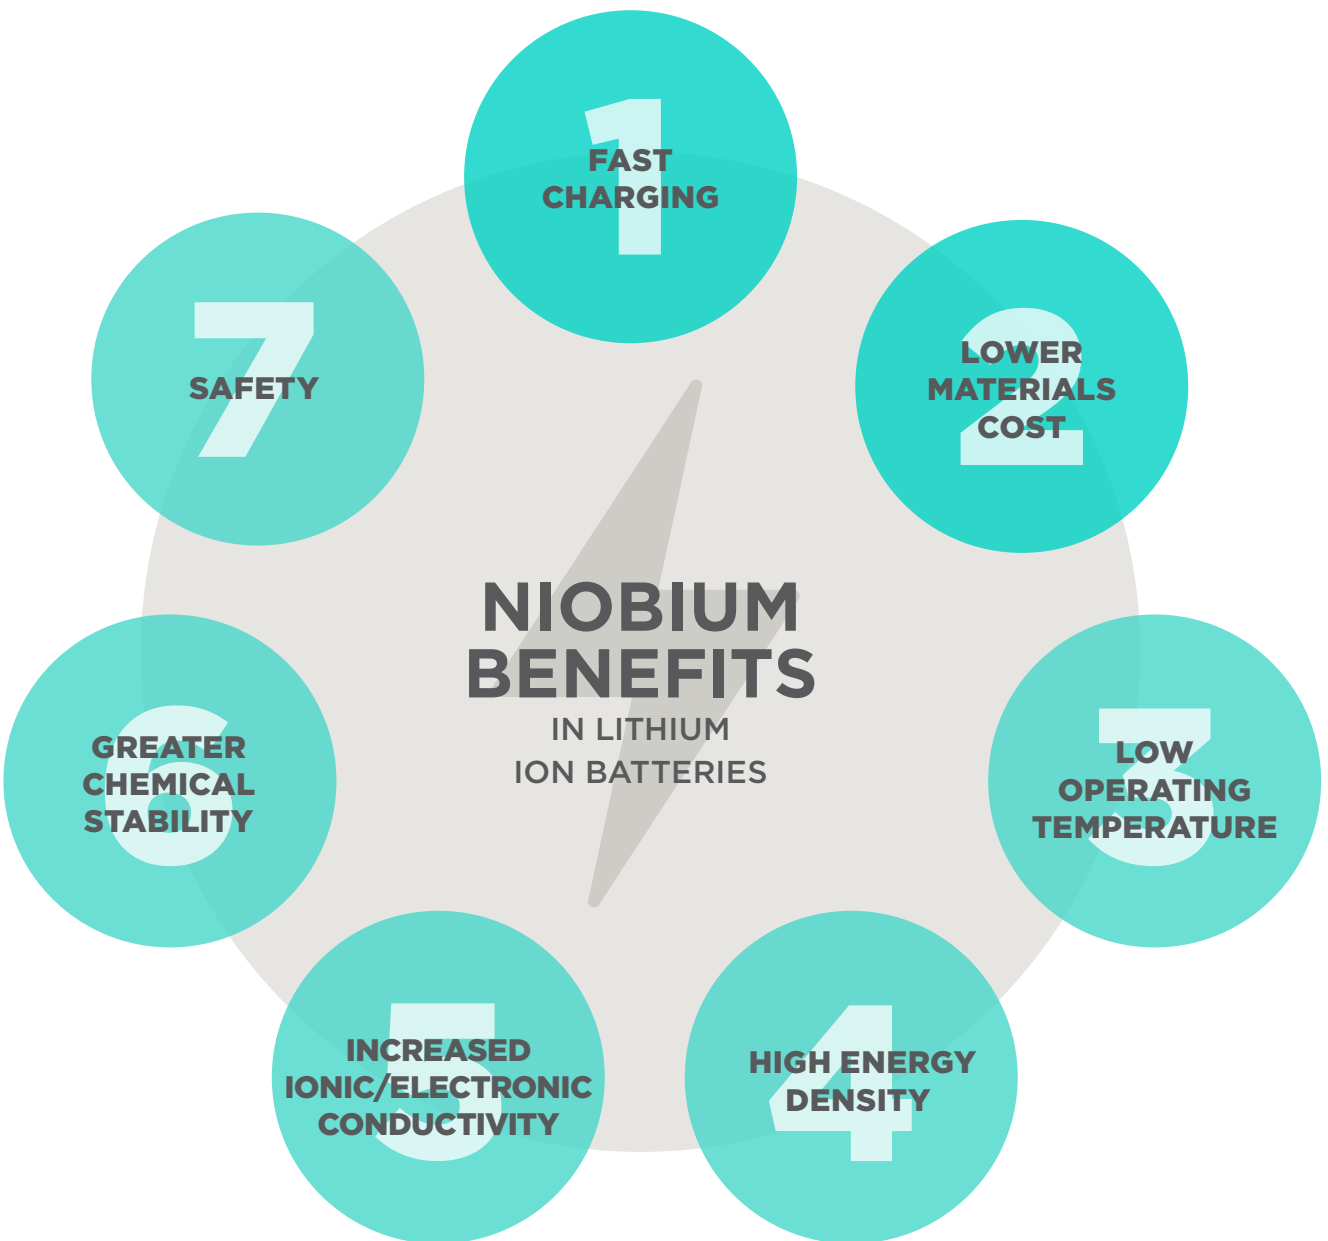 NIOBIUM
BENEFITS
IN LITHIUM
ION BATTERIES
1
FAST
CHARGING
2
LOWER
MATERIALS
COST
3
LOW
OPERATING
TEMPERATURE
4
HIGH ENERGY
DENSITY
5
INCREASED
IONIC/ELECTRONIC
CONDUCTIVITY
6
GREATER
CHEMICAL
STABILITY
7
SAFETY